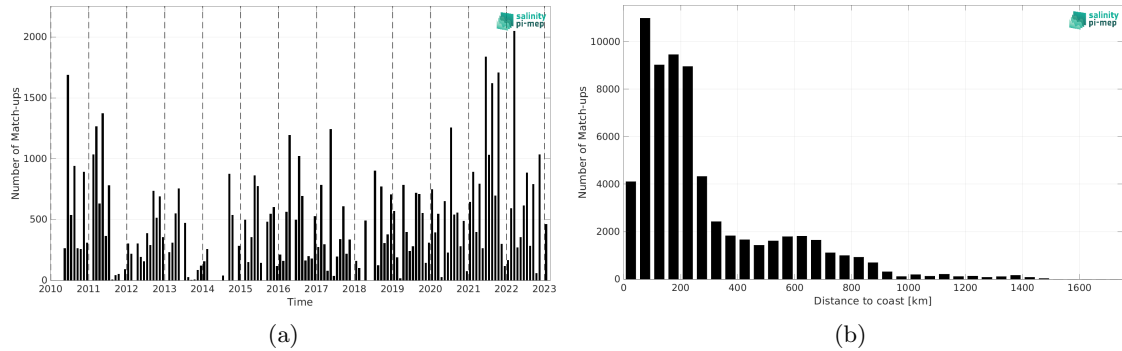 salinity
pi-mep
2000
1500
1000
500
0
Number of Match-ups
2010 2011 2012 2013 2014 2015 2016 2017 2018 2019 2020 2021 2022 2023
Time
(a)
salinity
pi-mep
10000
8000
6000
4000
2000
0
Number of Match-ups
0 200 400 600 800 1000 1200 1400 1600
Distance to coast [km]
(b)